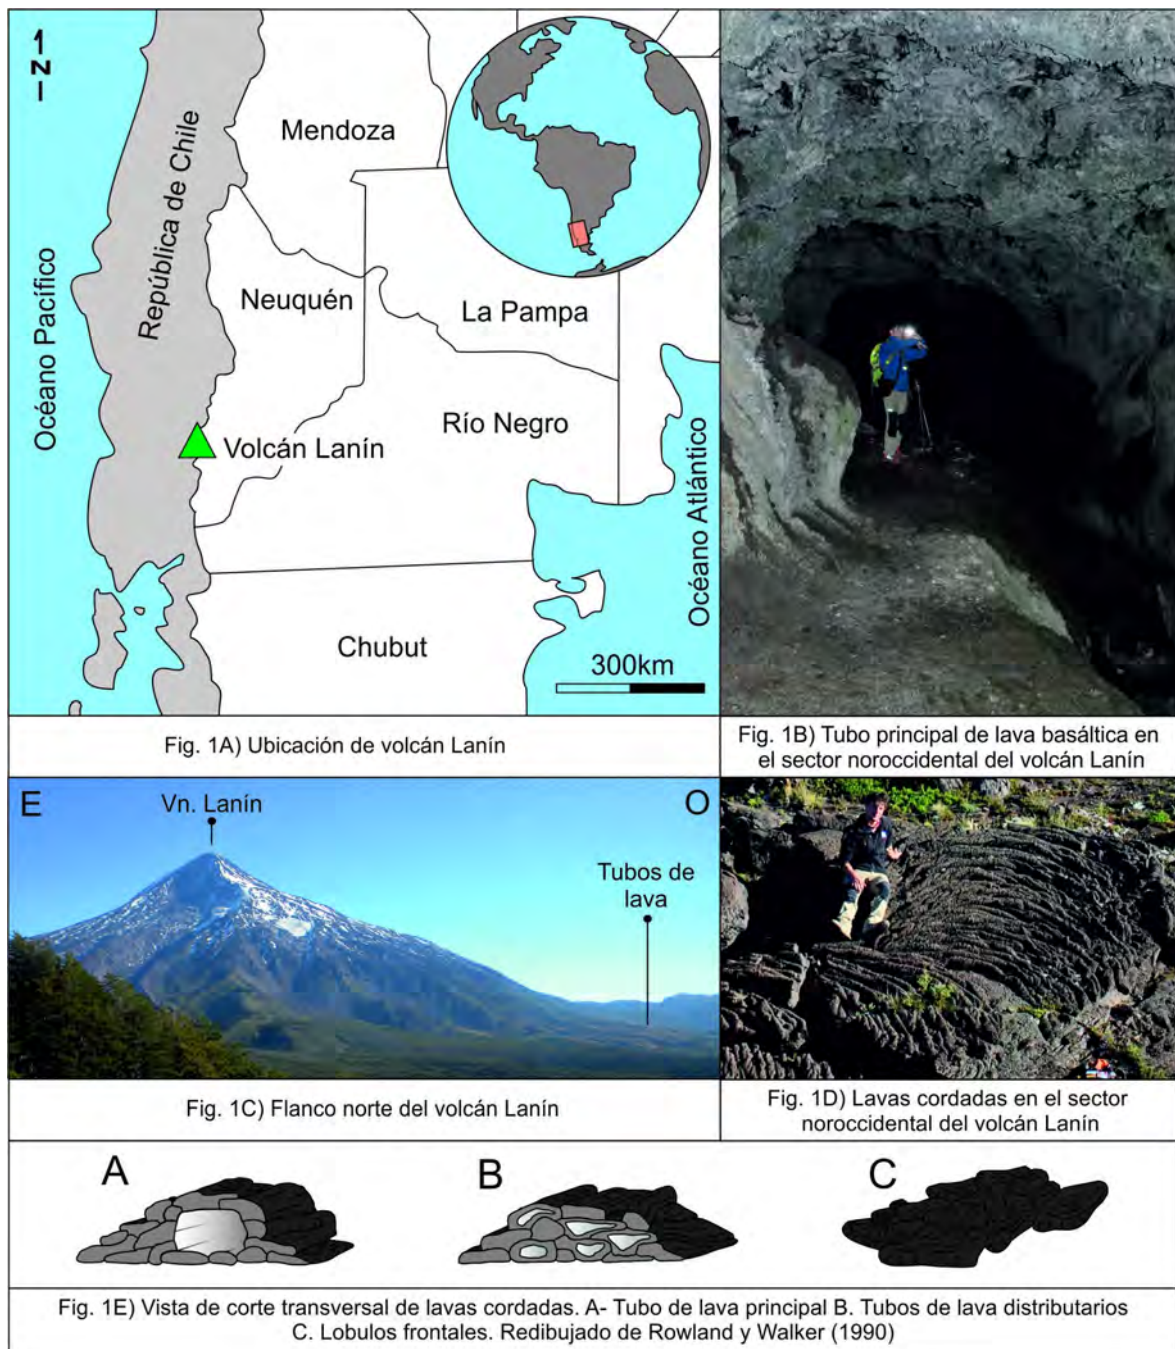 N
Mendoza
República de Chile
Océano Pacífico
Neuquén
La Pampa
Volcán Lanín
Río Negro
Océano Atlántico
Chubut
300km
Fig. 1A) Ubicación de volcán Lanín
Fig. 1B) Tubo principal de lava basáltica en
el sector noroccidental del volcán Lanín
E
Vn. Lanín
O
Tubos de
lava
Fig. 1C) Flanco norte del volcán Lanín
Fig. 1D) Lavas cordadas en el sector
noroccidental del volcán Lanín
A
B
C
Fig. 1E) Vista de corte transversal de lavas cordadas. A- Tubo de lava principal B. Tubos de lava distributarios
C. Lobulos frontales. Redibujado de Rowland y Walker (1990)